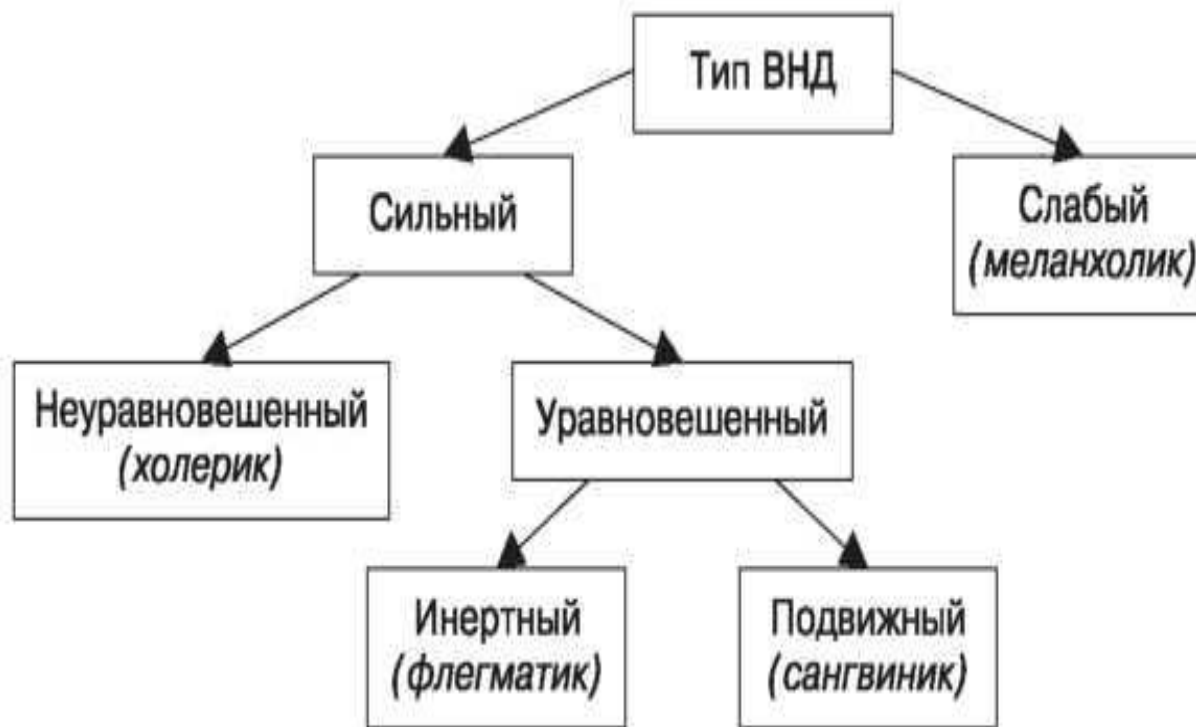 Тип ВНД
Сильный
Слабый
(меланхолик)
Неуравновешенный
(холерик)
Уравновешенный
Инертный
(флегматик)
Подвижный
(сангвиник)